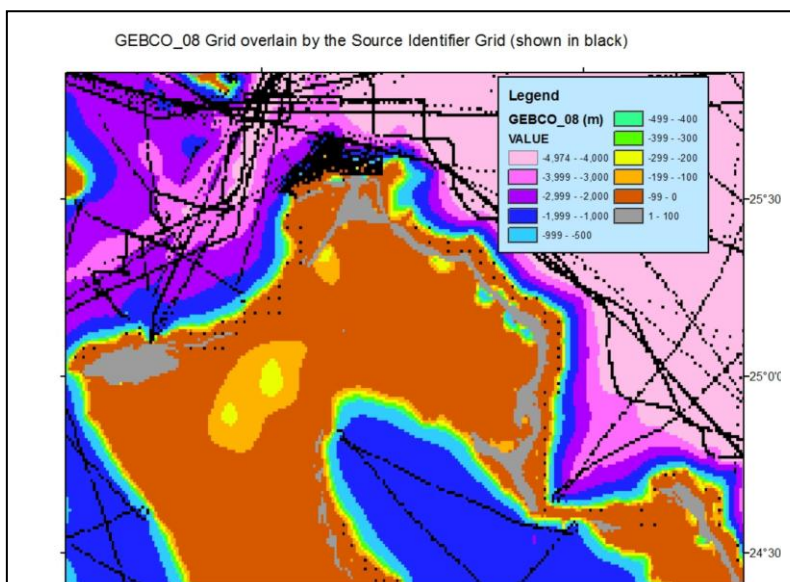 GEBCO_08 Grid overlain by the Source Identifier Grid (shown in black)
Legend
GEBCO_08 (m)
VALUE
-4,974 - -4,000
-3,999 - -3,000
-2,999 - -2,000
-1,999 - -1,000
-999 - -500
-499 - -400
-399 - -300
-299 - -200
-199 - -100
-99 - 0
1 - 100
25°30
25°0'0
24°30